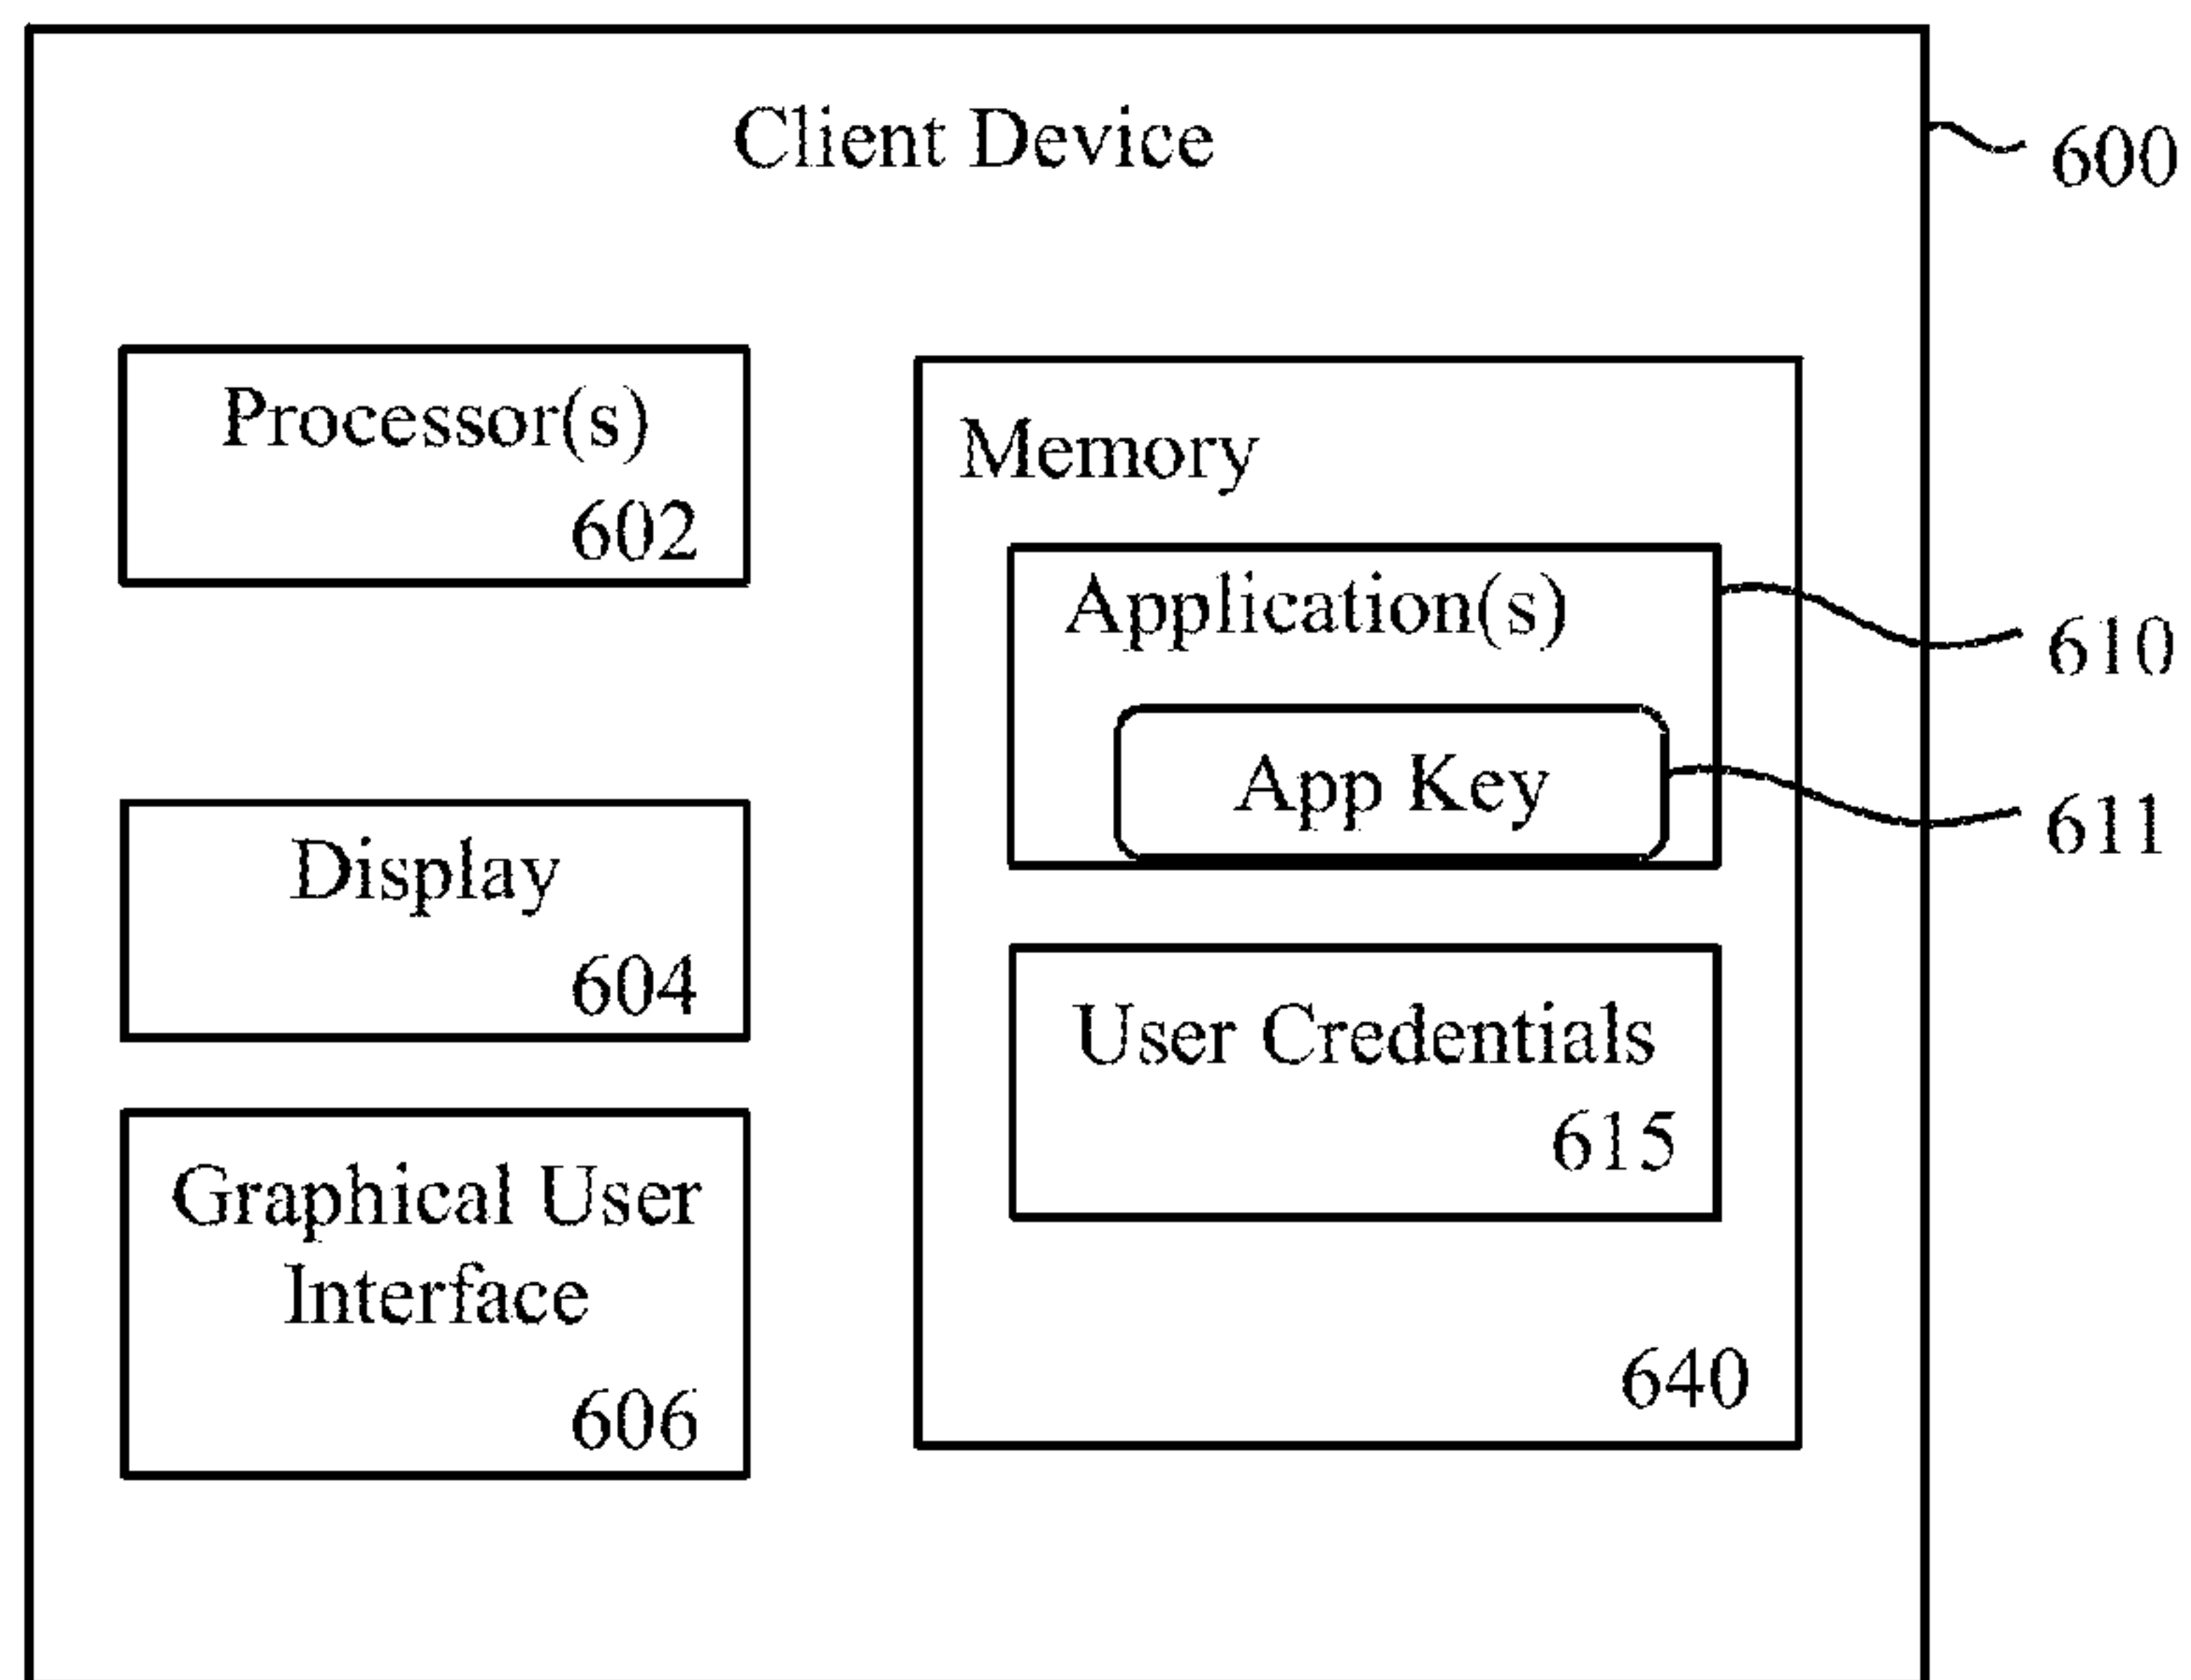 Client Device
600
Processor(s)
602
Display
604
Graphical User
Interface
606
Memory
Application(s)
610
App Key
611
User Credentials
615
640